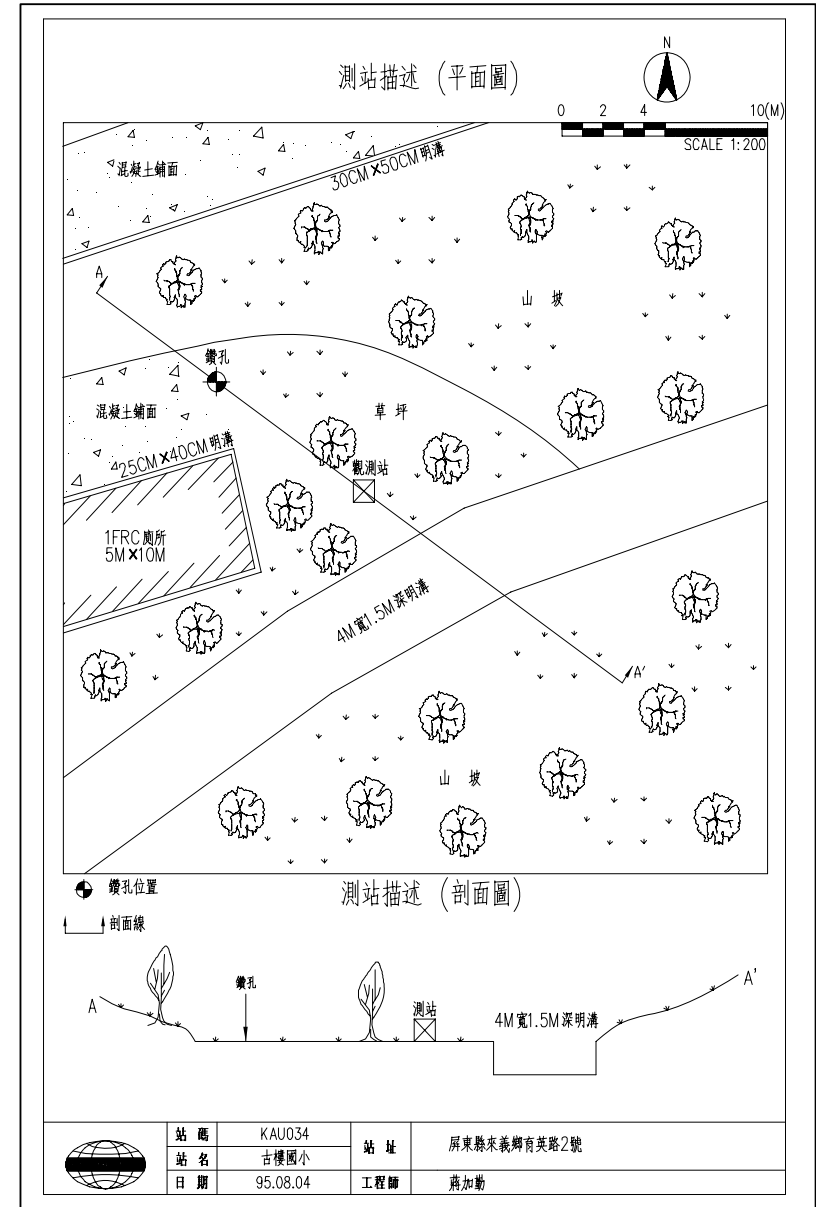 測站描述 (平面圖)
N
0 2 4 10(M)
SCALE 1:200
混凝土鋪面
30CM×50CM明溝
A
山 坡
鑽孔
草 坪
混凝土鋪面
25CM×40CM明溝
觀測站
1FRC廁所
5M×10M
4M寬1.5M深明溝
A'
山 坡
鑽孔位置
測站描述 (剖面圖)
剖面線
A
鑽孔
測站
4M寬1.5M深明溝
A'
站 碼 KAU034
站 名 古樓國小
日 期 95.08.04
站 址 屏東縣來義鄉育英路2號
工程師 蔣加勤